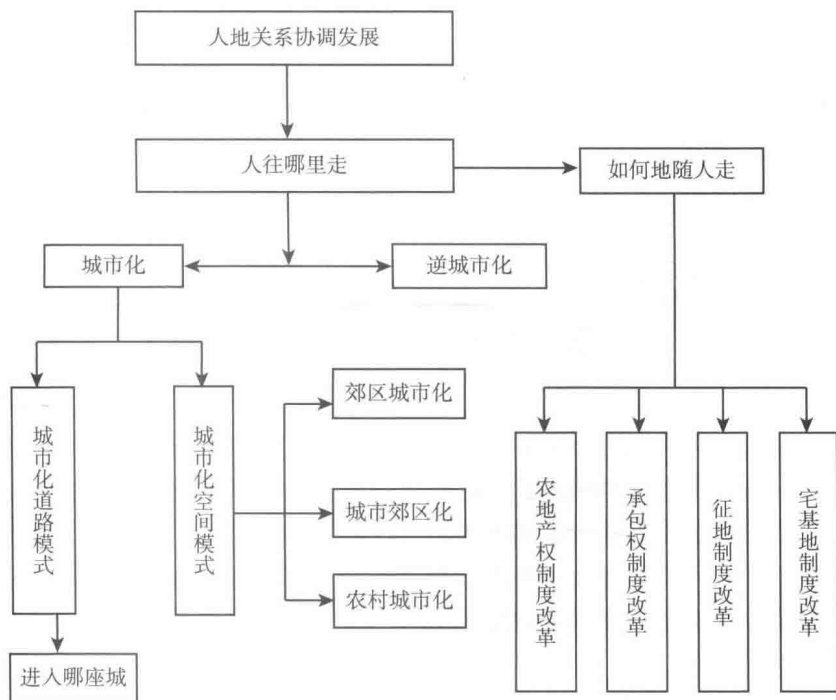 人地关系协调发展
人往哪里走
如何地随人走
城市化
逆城市化
城市化道路模式
城市化空间模式
郊区城市化
城市郊区化
农村城市化
农地产权制度改革
承包权制度改革
征地制度改革
宅基地制度改革
进入哪座城